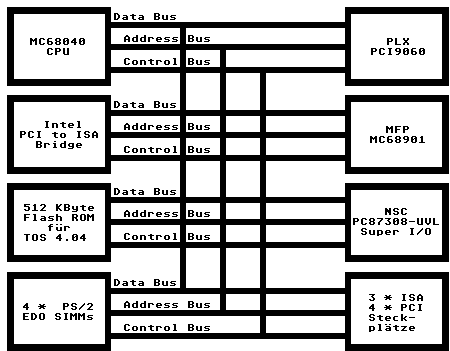 Data Bus
MC68040
CPU
Address Bus
Control Bus
PLX
PCI9060
Data Bus
Intel
PCI to ISA
Bridge
Address Bus
Control Bus
MFP
MC68901
Data Bus
512 KByte
Flash ROM
für
TOS 4.04
Address Bus
Control Bus
NSC
PC87308-UVL
Super I/O
Data Bus
4 * PS/2
EDO SIMMs
Address Bus
Control Bus
3 * ISA
4 * PCI
Steck-
plätze